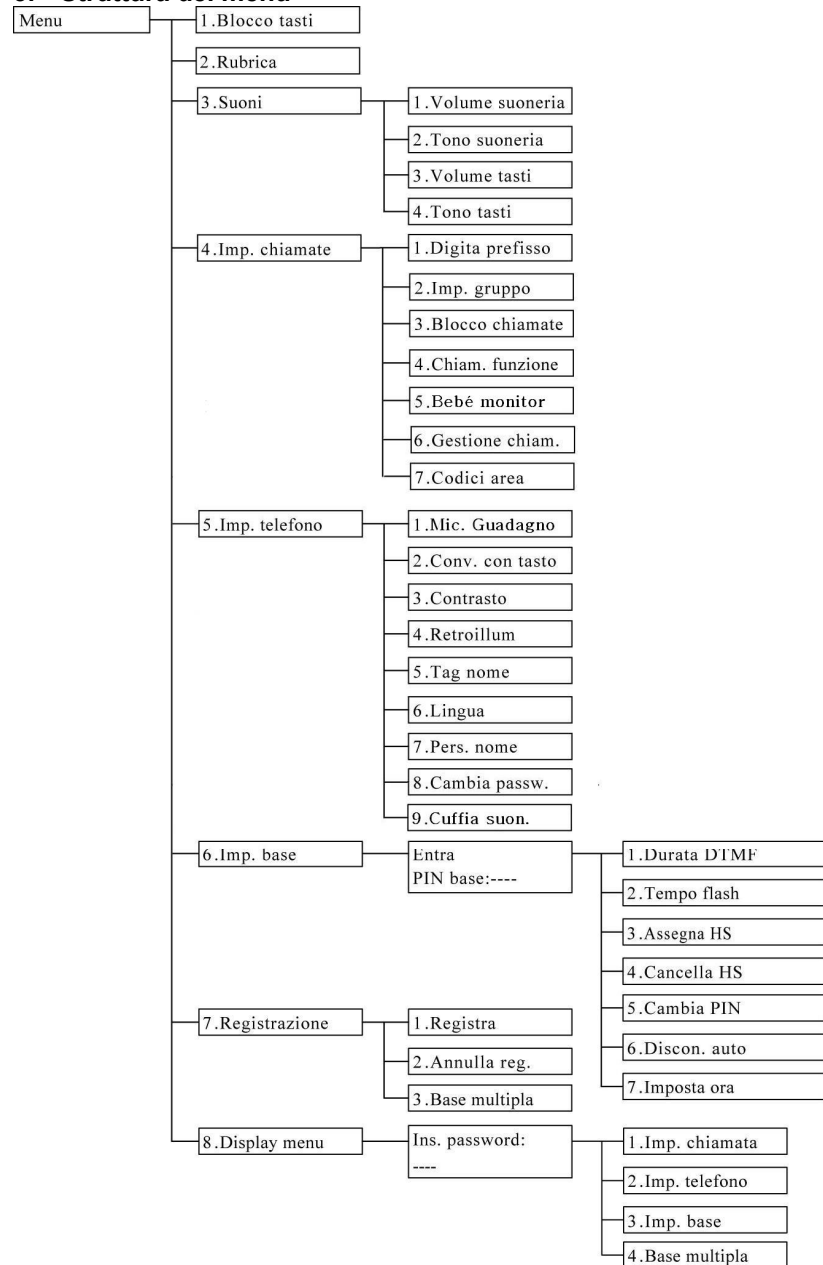 Menu
1.Blocco tasti
2.Rubrica
3.Suoni
1.Volume suoneria
2.Tono suoneria
3.Volume tasti
4.Tono tasti
4.Imp. chiamate
1.Digita prefisso
2.Imp. gruppo
3.Blocco chiamate
4.Chiam. funzione
5.Bebé monitor
6.Gestione chiam.
7.Codici area
5.Imp. telefono
1.Mic. Guadagno
2.Conv. con tasto
3.Contrasto
4.Retroillum
5.Tag nome
6.Lingua
7.Pers. nome
8.Cambia passw.
9.Cuffia suon.
6.Imp. base
Entra
PIN base:----
1.Durata DTMF
2.Tempo flash
3.Assegna HS
4.Cancella HS
5.Cambia PIN
6.Discon. auto
7.Imposta ora
7.Registrazione
1.Registra
2.Annulla reg.
3.Base multipla
8.Display menu
Ins. password:
----
1.Imp. chiamata
2.Imp. telefono
3.Imp. base
4.Base multipla